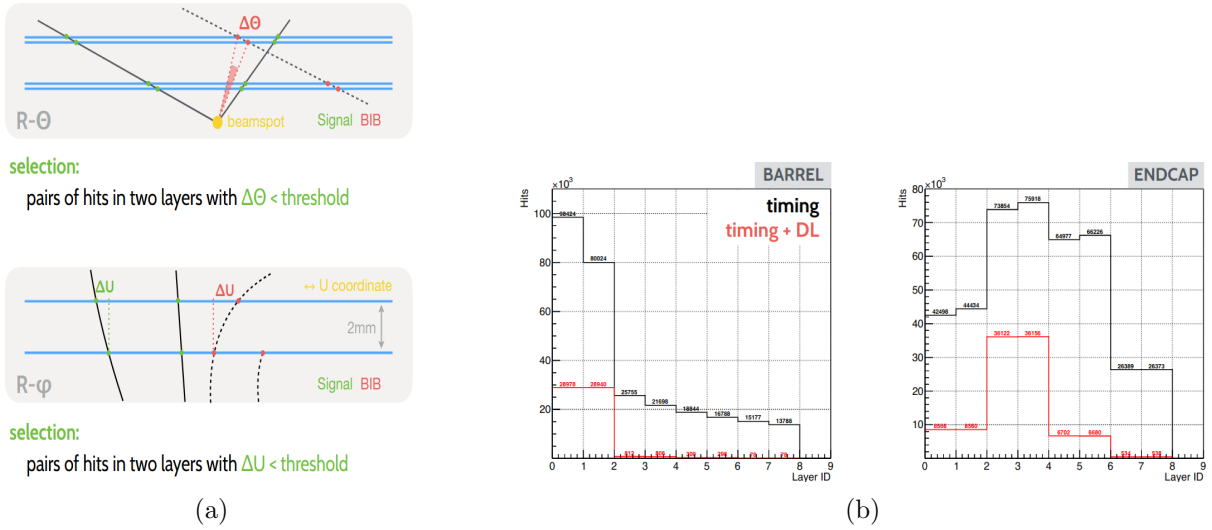 ΔΘ
beamspot
R-Θ
Signal BIB
selection:
pairs of hits in two layers with ΔΘ < threshold
ΔU
ΔU
↔ U coordinate
2mm
R-φ
Signal BIB
selection:
pairs of hits in two layers with ΔU < threshold
(a)
BARREL
×10³
Hits
timing
timing + DL
100
80
60
40
20
98424
80024
28978
28940
25755
21698
18844
16788
15177
13788
812
806
0 1 2 3 4 5 6 7 8 9
Layer ID
ENDCAP
×10³
Hits
80
70
60
50
40
30
20
10
42498
44434
73854
75918
64977
66226
26389
26373
8568
8560
36122
36156
6702
6680
534
538
0 1 2 3 4 5 6 7 8 9
Layer ID
(b)